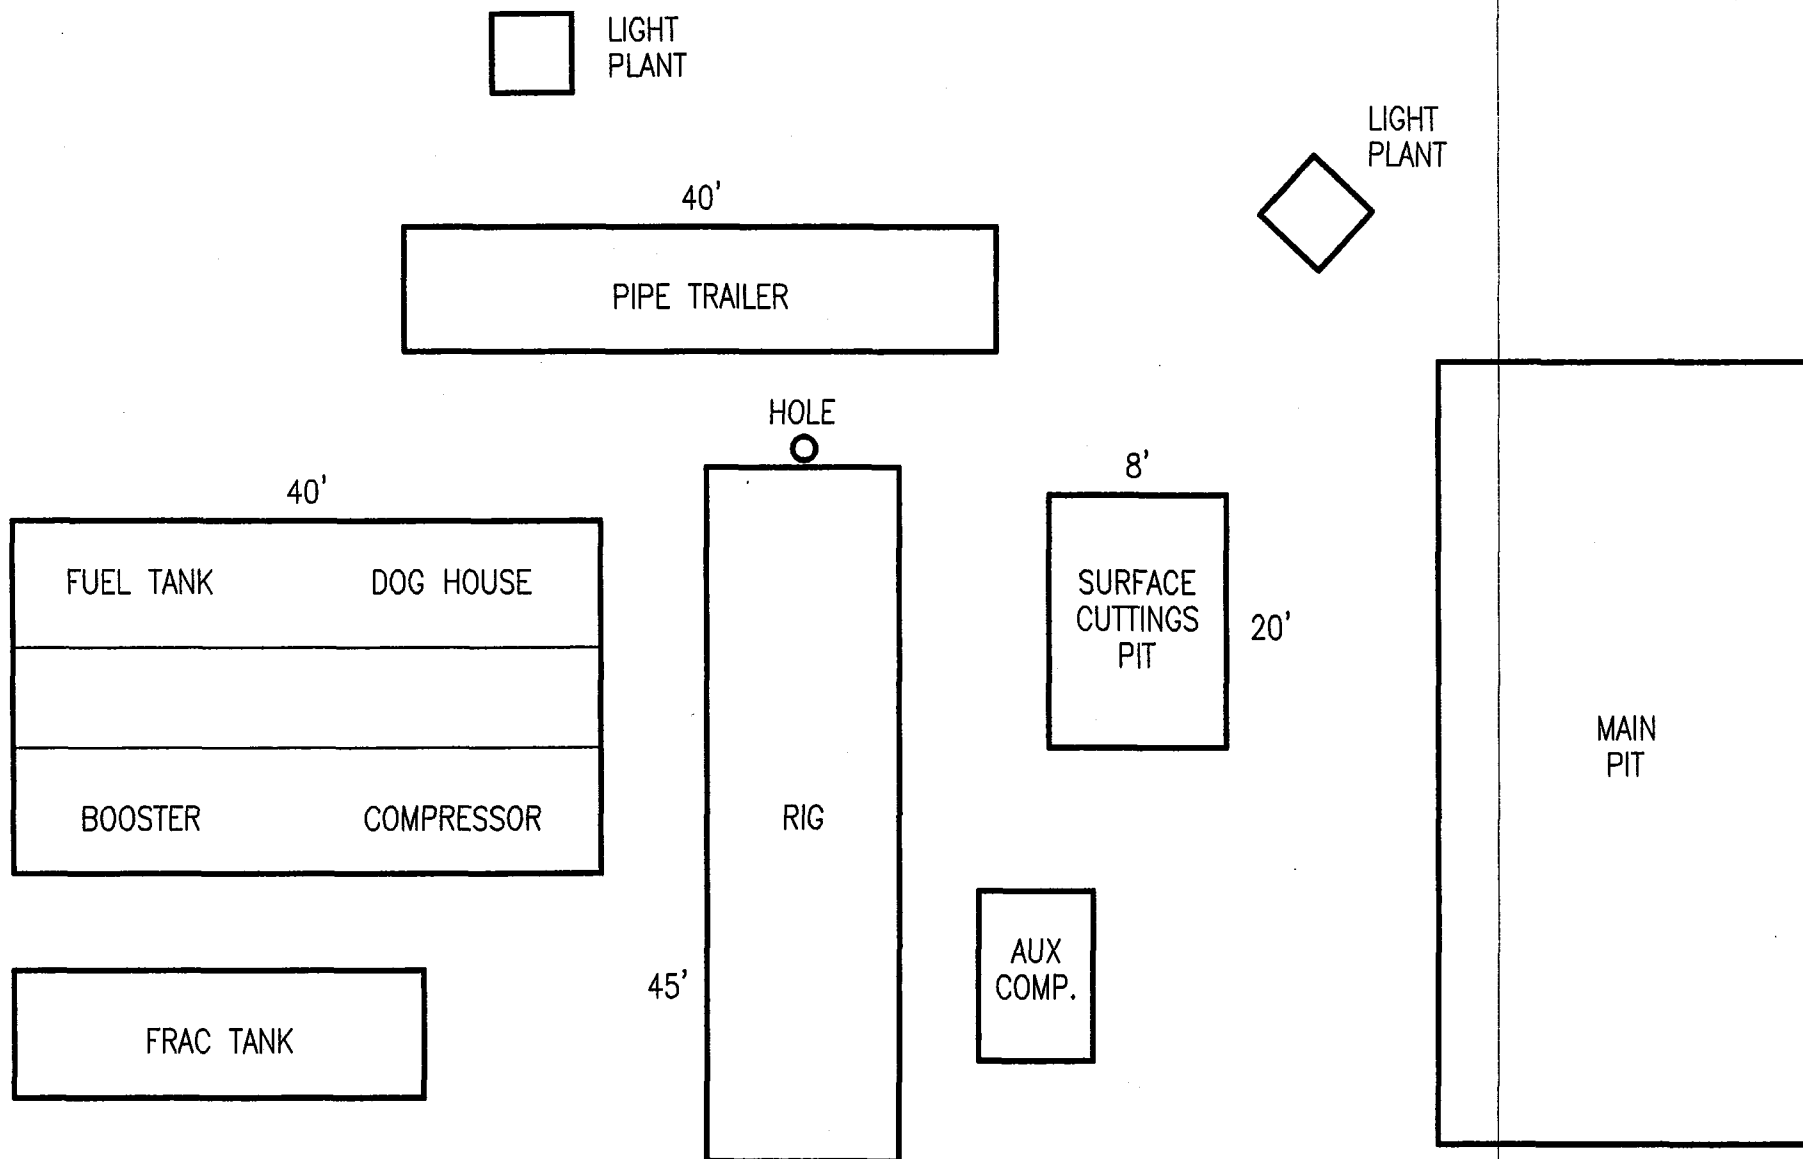 LIGHT
PLANT
LIGHT
PLANT
40'
PIPE TRAILER
HOLE
8'
40'
FUEL TANK
DOG HOUSE
SURFACE
CUTTINGS
PIT
20'
MAIN
PIT
BOOSTER
COMPRESSOR
RIG
AUX
COMP.
45'
FRAC TANK